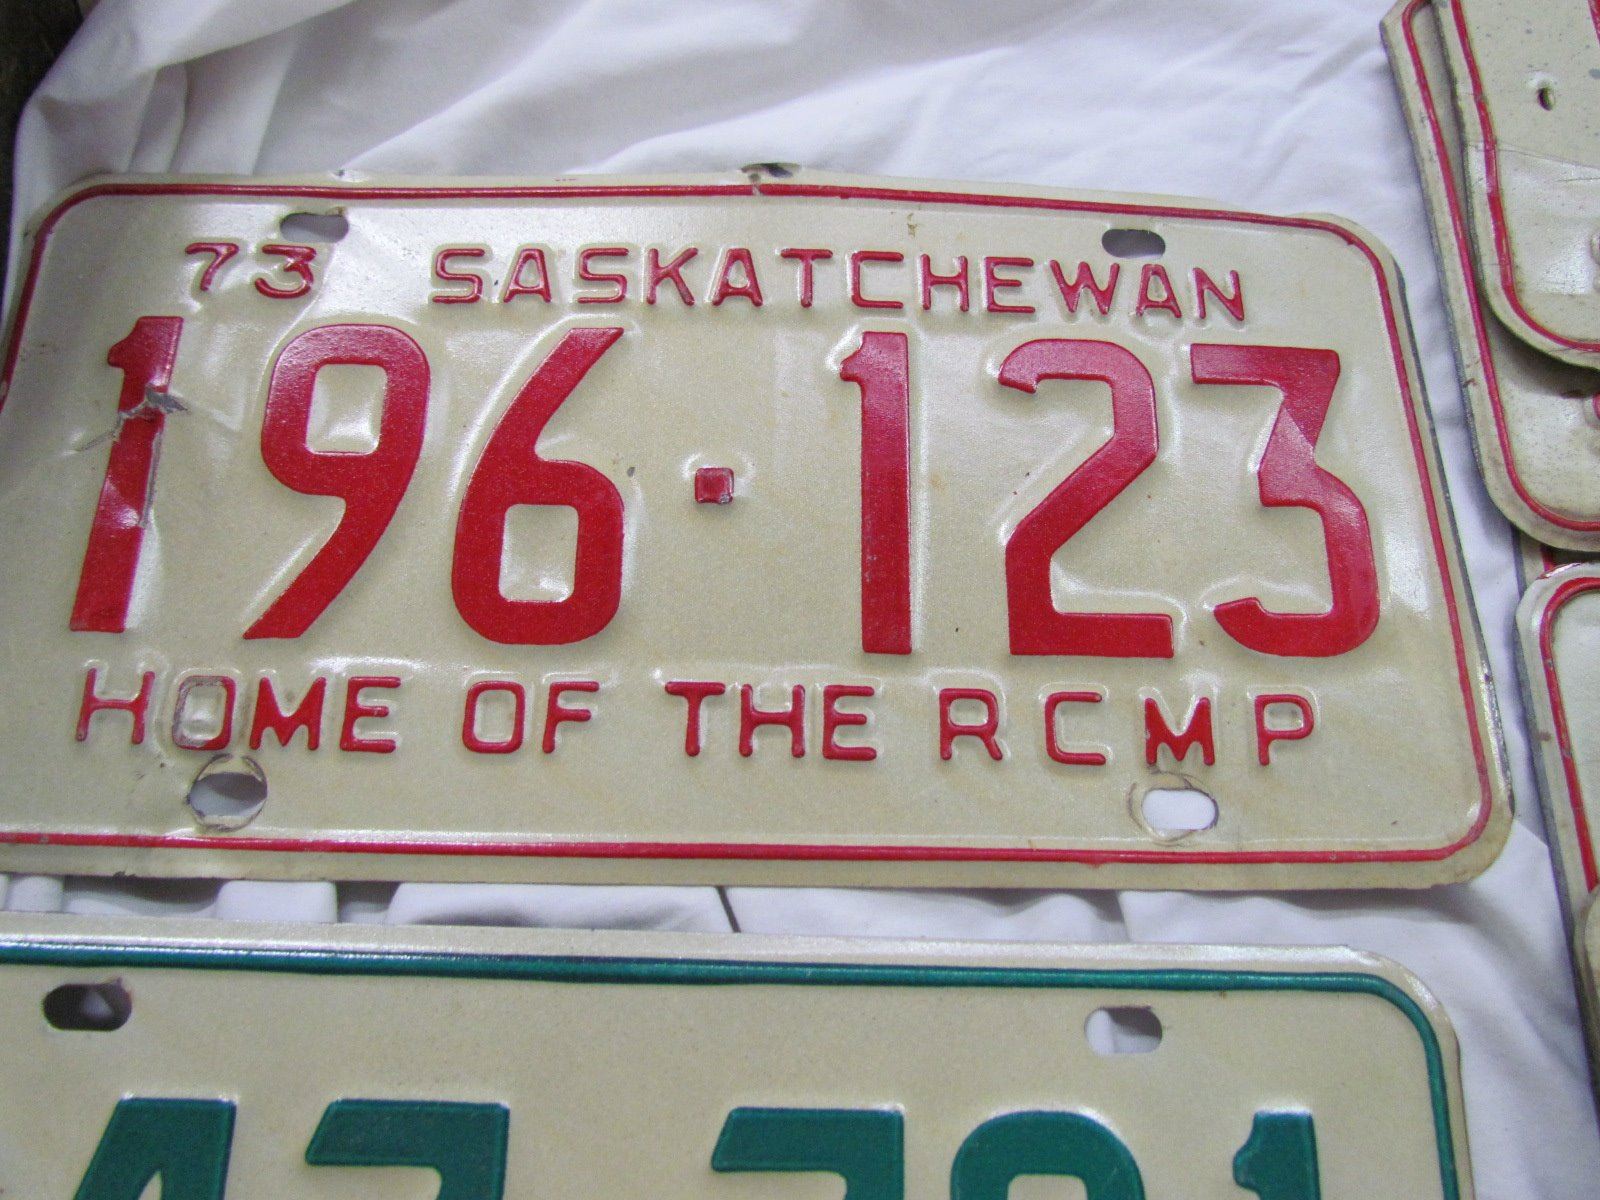 73 SASKATCHEWAN
196·123
HOME OF THE RCMP